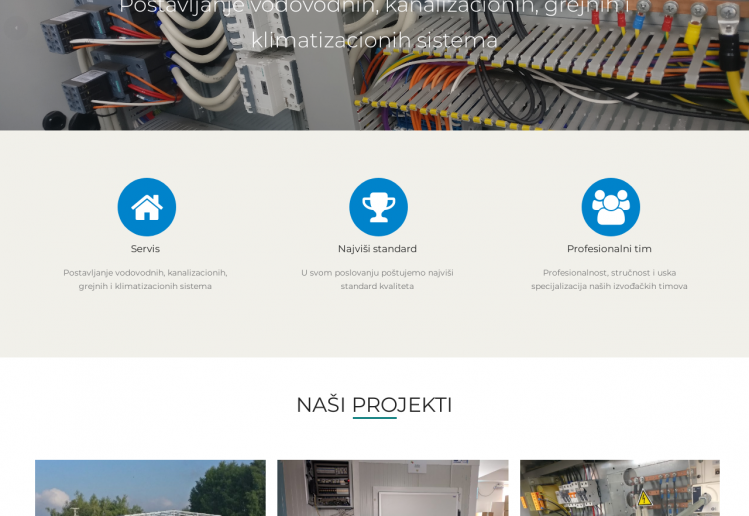 Postavljanje vodovodnih, kanalizacionih, grejnih i
klimatizacionih sistema
Servis
Postavljanje vodovodnih, kanalizacionih,
grejnih i klimatizacionih sistema
Najviši standard
U svom poslovanju poštujemo najviši
standard kvaliteta
Profesionalni tim
Profesionalnost, stručnost i uska
specijalizacija naših izvođačkih timova
NAŠI PROJEKTI